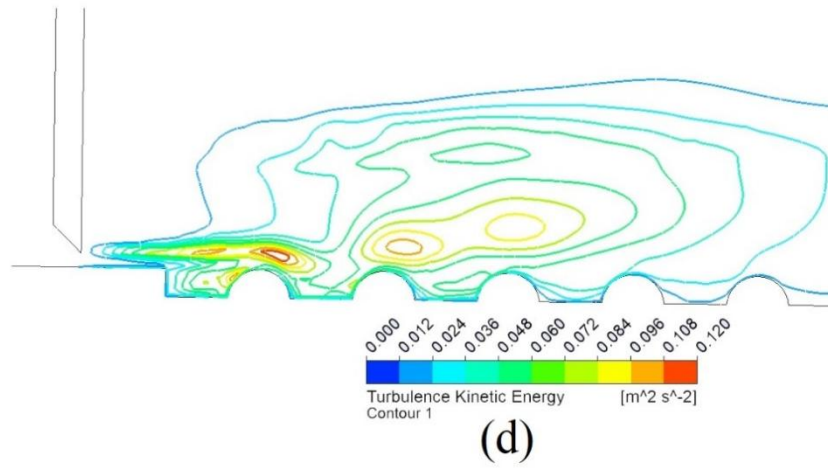 0.000 0.012 0.024 0.036 0.048 0.060 0.072 0.084 0.096 0.108 0.120
Turbulence Kinetic Energy [m^2 s^-2]
Contour 1
(d)